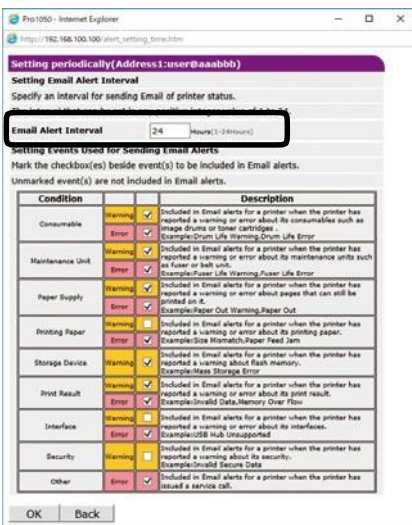 Pro1050 - Internet Explorer
http://192.168.100.100/alert_setting_time.htm
Setting periodically(Address1:user@aaabbb)
Setting Email Alert Interval
Specify an interval for sending Email of printer status.
Email Alert Interval 24 Hours(1-24Hours)
Setting Events Used for Sending Email Alerts
Mark the checkbox(es) beside event(s) to be included in Email alerts.
Unmarked event(s) are not included in Email alerts.
Condition Description
Consumable
Warning
Error
Included in Email alerts for a printer when the printer has
reported a warning or error about its consumables such as
image drums or toner cartridges .
Example:Drum Life Warning,Drum Life Error
Maintenance Unit
Warning
Error
Included in Email alerts for a printer when the printer has
reported a warning or error about its maintenance units such
as fuser or belt unit.
Example:Fuser Life Warning,Fuser Life Error
Paper Supply
Warning
Error
Included in Email alerts for a printer when the printer has
reported a warning or error about pages that can still be
printed on it.
Example:Paper Out Warning,Paper Out
Printing Paper
Warning
Error
Included in Email alerts for a printer when the printer has
reported a warning or error about its printing paper.
Example:Size Mismatch,Paper Feed Jam
Storage Device
Warning
Error
Included in Email alerts for a printer when the printer has
reported a warning about flash memory.
Example:Mass Storage Error
Print Result
Warning
Error
Included in Email alerts for a printer when the printer has
reported a warning or error about its print result.
Example:Invalid Data,Memory Over Flow
Interface
Warning
Error
Included in Email alerts for a printer when the printer has
reported a warning or error about its interfaces.
Example:USB Hub Unsupported
Security
Warning
Included in Email alerts for a printer when the printer has
reported a warning about its security.
Example:Invalid Secure Data
Other
Error
Included in Email alerts for a printer when the printer has
issued a service call.
OK Back